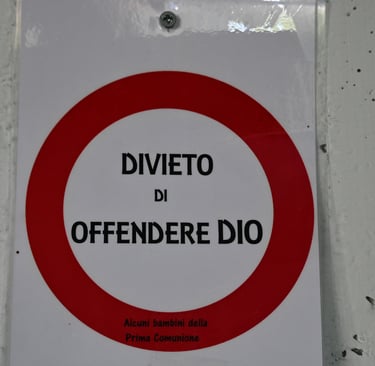 DIVIETO
DI
OFFENDERE DIO
Alcuni bambini della
Prima Comunione